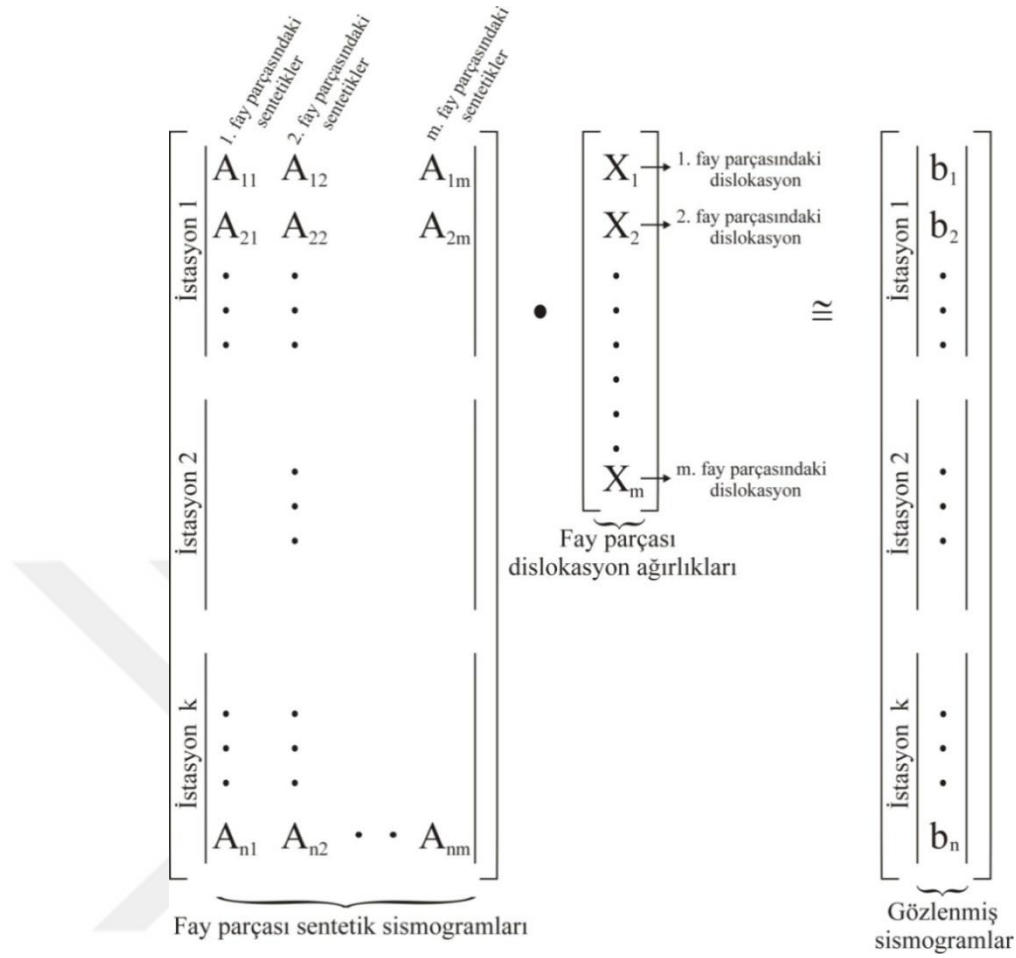 1. fay parçasındaki
sentetikler
2. fay parçasındaki
sentetikler
m. fay parçasındaki
sentetikler
İstasyon 1
A₁₁ A₁₂ A₁ₘ
A₂₁ A₂₂ A₂ₘ
İstasyon 2
İstasyon k
Aₙ₁ Aₙ₂ · · Aₙₘ
Fay parçası sentetik sismogramları
•
X₁ → 1. fay parçasındaki
dislokasyon
X₂ → 2. fay parçasındaki
dislokasyon
Xₘ → m. fay parçasındaki
dislokasyon
Fay parçası
dislokasyon ağırlıkları
≅
İstasyon 1
b₁
b₂
İstasyon 2
İstasyon k
bₙ
Gözlenmiş
sismogramlar